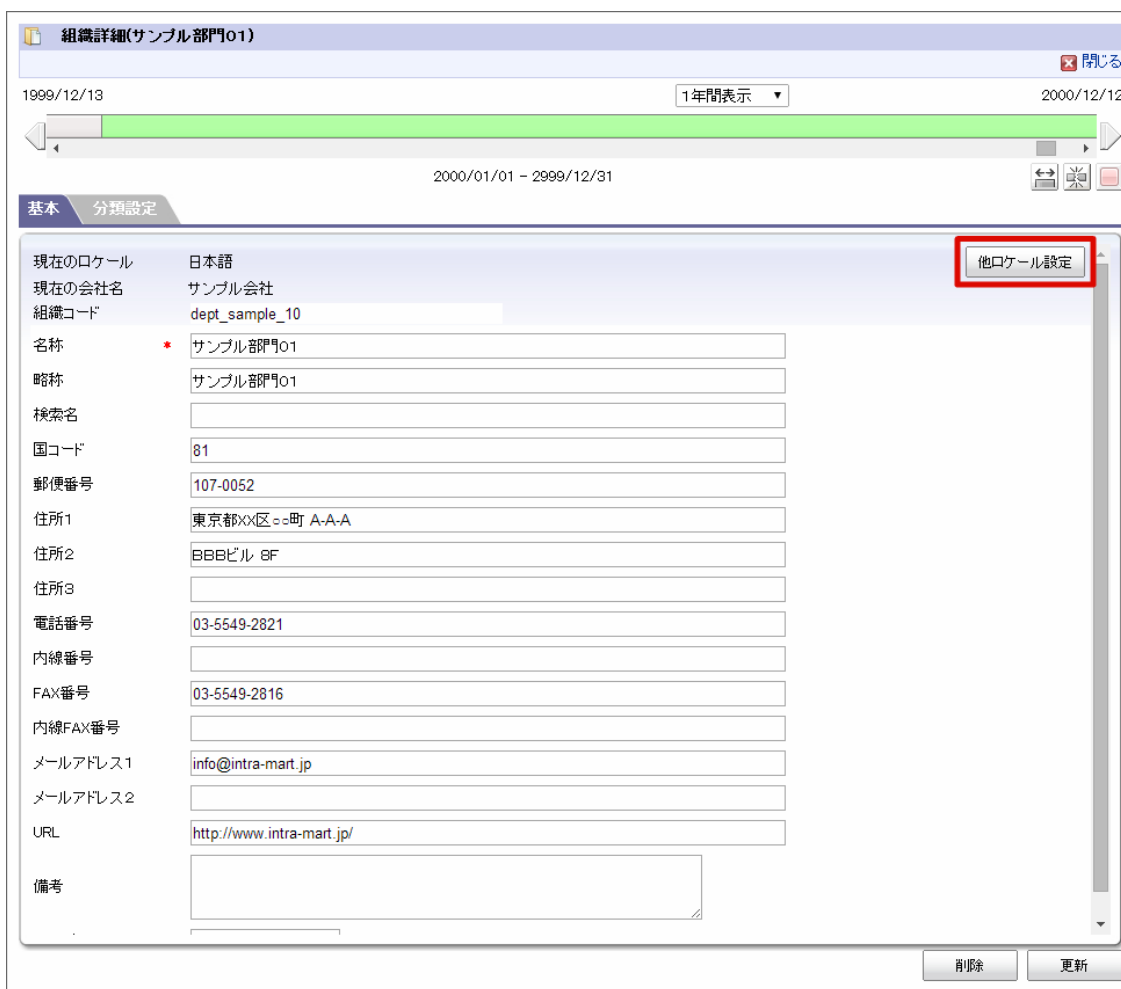 組織詳細(サンプル部門01)
閉じる
1999/12/13 1年間表示 2000/12/12
2000/01/01 - 2999/12/31
基本 分類設定
現在のロケール 日本語 他ロケール設定
現在の会社名 サンプル会社
組織コード dept_sample_10
名称 * サンプル部門01
略称 サンプル部門01
検索名
国コード 81
郵便番号 107-0052
住所1 東京都XX区○○町 A-A-A
住所2 BBBビル 8F
住所3
電話番号 03-5549-2821
内線番号
FAX番号 03-5549-2816
内線FAX番号
メールアドレス1 info@intra-mart.jp
メールアドレス2
URL http://www.intra-mart.jp/
備考
削除 更新